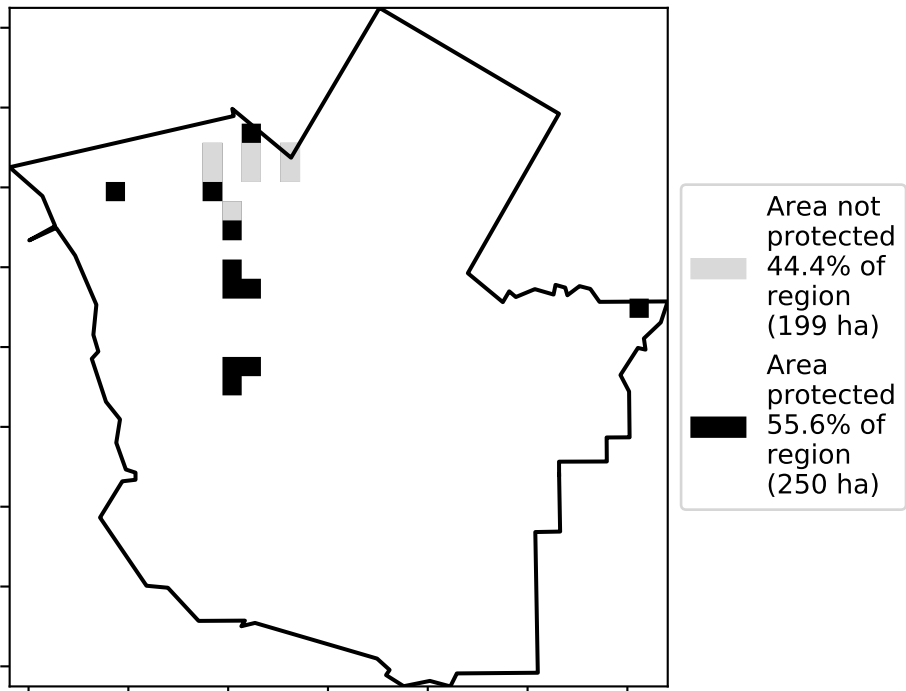 Area not
protected
44.4% of
region
(199 ha)
Area
protected
55.6% of
region
(250 ha)